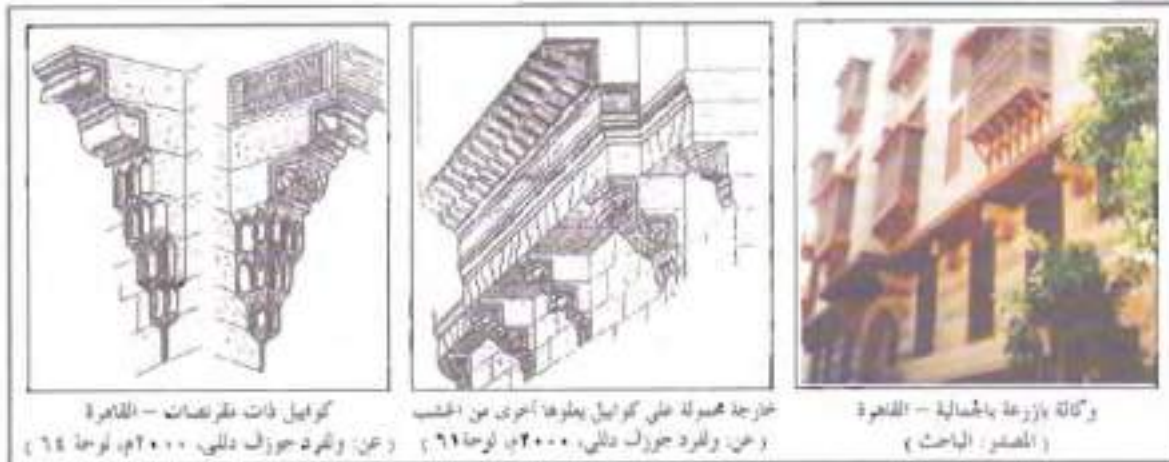 وكالة بازرعة بالجمالية – القاهرة
( المصدر: الباحث )
خارجة محمولة على كوابيل يعلوها أخرى من الخشب
( عن: ولفرد جوزف دللي، ٢٠٠٠م، لوحة ٦١ )
كوابيل ذات مقرنصات – القاهرة
( عن: ولفرد جوزف دللي، ٢٠٠٠م، لوحة ٦٤ )